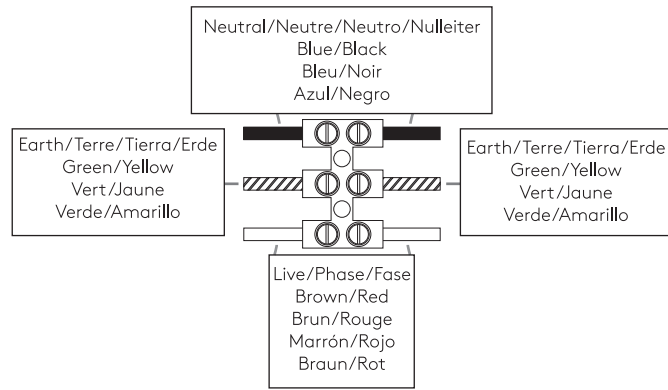 Neutral/Neutre/Neutro/Nulleiter
Blue/Black
Bleu/Noir
Azul/Negro
Earth/Terre/Tierra/Erde
Green/Yellow
Vert/Jaune
Verde/Amarillo
Earth/Terre/Tierra/Erde
Green/Yellow
Vert/Jaune
Verde/Amarillo
Live/Phase/Fase
Brown/Red
Brun/Rouge
Marrón/Rojo
Braun/Rot